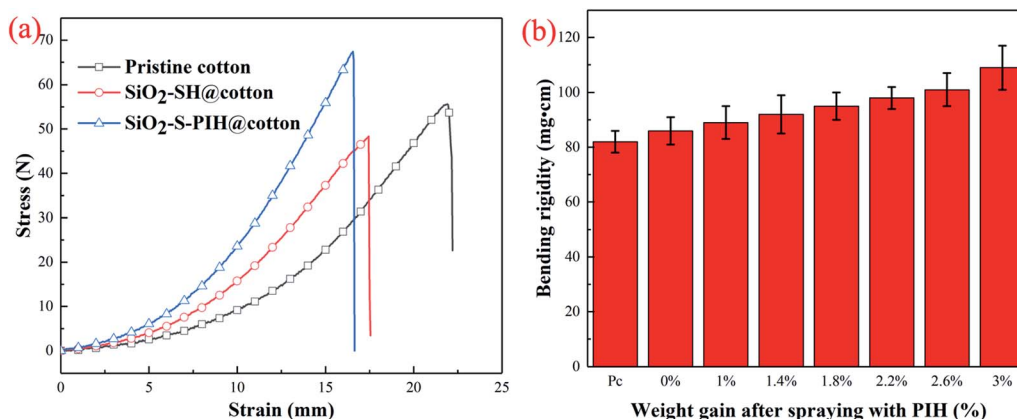 (a)
Stress (N)
70
60
50
40
30
20
10
0
Pristine cotton
SiO2-SH@cotton
SiO2-S-PIH@cotton
0 5 10 15 20 25
Strain (mm)
(b)
Bending rigidity (mg•cm)
120
100
80
60
40
20
0
Pc 0% 1% 1.4% 1.8% 2.2% 2.6% 3%
Weight gain after spraying with PIH (%)